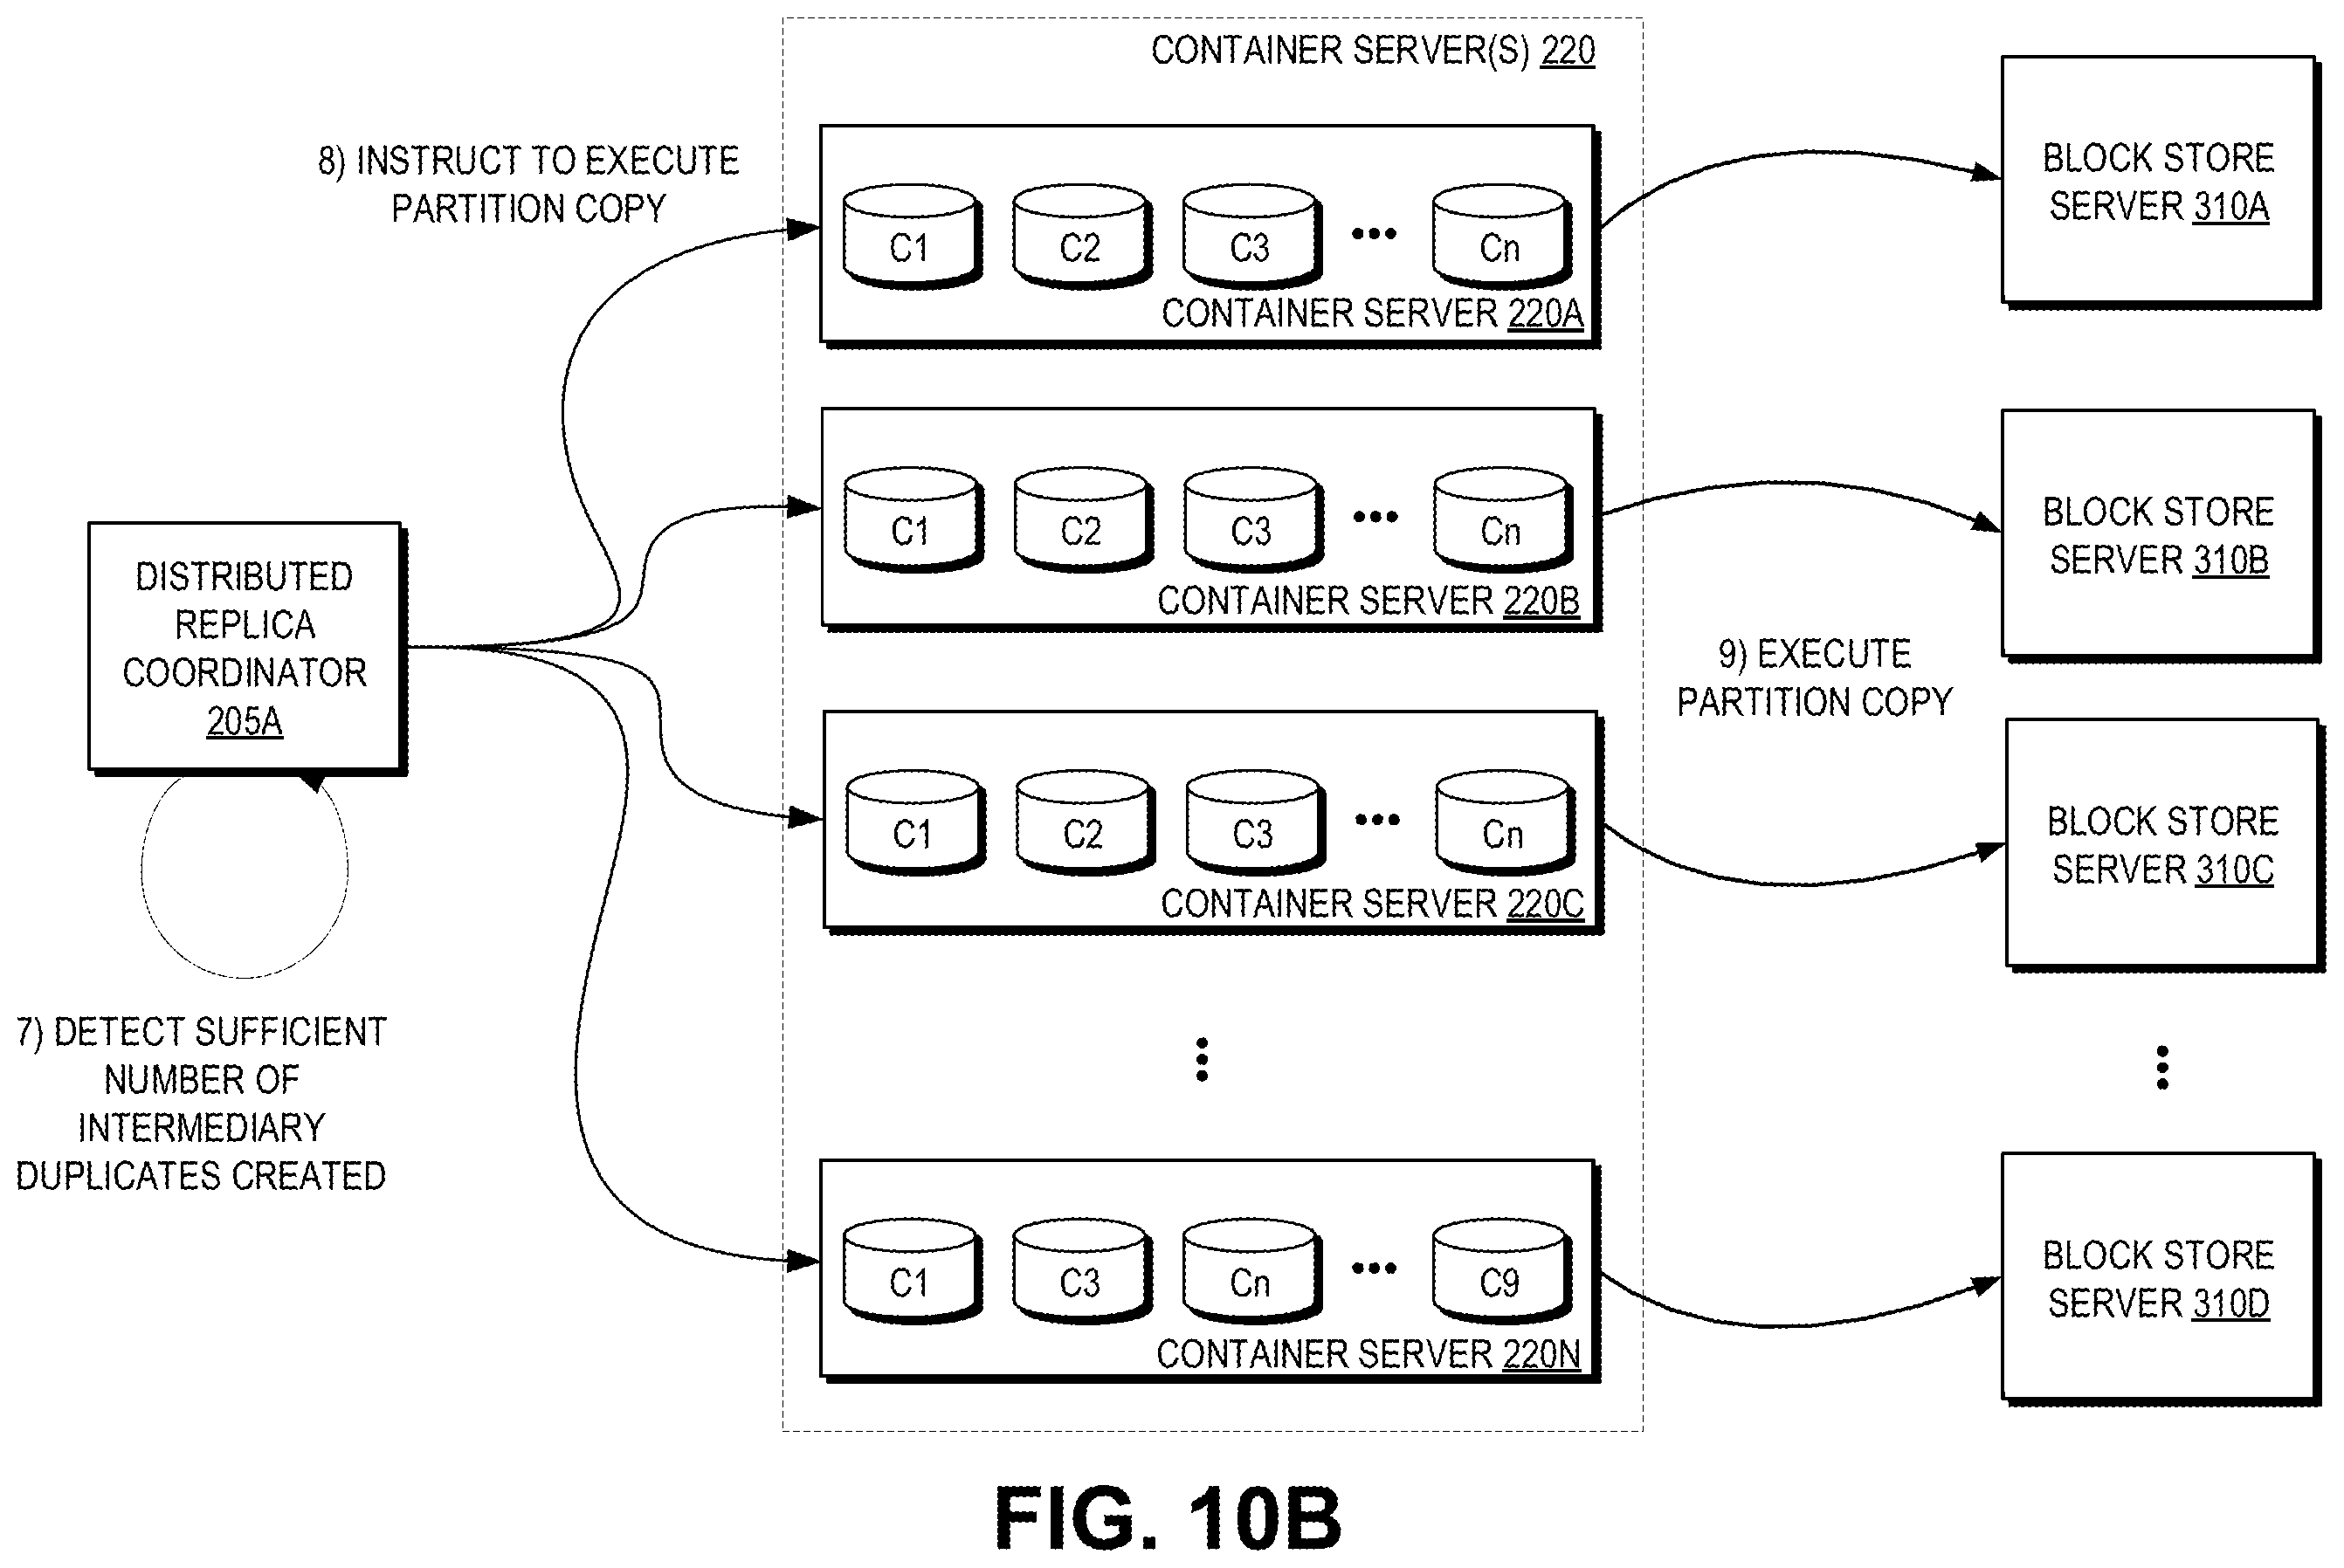 CONTAINER SERVER(S) 220
8) INSTRUCT TO EXECUTE
PARTITION COPY
C1 C2 C3 ••• Cn
CONTAINER SERVER 220A
BLOCK STORE
SERVER 310A
C1 C2 C3 ••• Cn
CONTAINER SERVER 220B
BLOCK STORE
SERVER 310B
DISTRIBUTED
REPLICA
COORDINATOR
205A
9) EXECUTE
PARTITION COPY
C1 C2 C3 ••• Cn
CONTAINER SERVER 220C
BLOCK STORE
SERVER 310C
7) DETECT SUFFICIENT
NUMBER OF
INTERMEDIARY
DUPLICATES CREATED
C1 C3 Cn ••• C9
CONTAINER SERVER 220N
BLOCK STORE
SERVER 310D
FIG. 10B